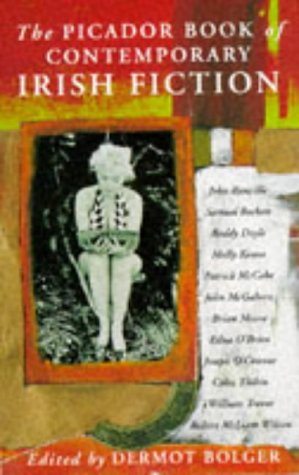 The PICADOR BOOK of
CONTEMPORARY
IRISH FICTION
John Banville
Samuel Beckett
Roddy Doyle
Molly Keane
Patrick McCabe
John McGahern
Brian Moore
Edna O'Brien
Joseph O'Connor
Colm Tóibín
William Trevor
Robert McLiam Wilson
Edited by DERMOT BOLGER